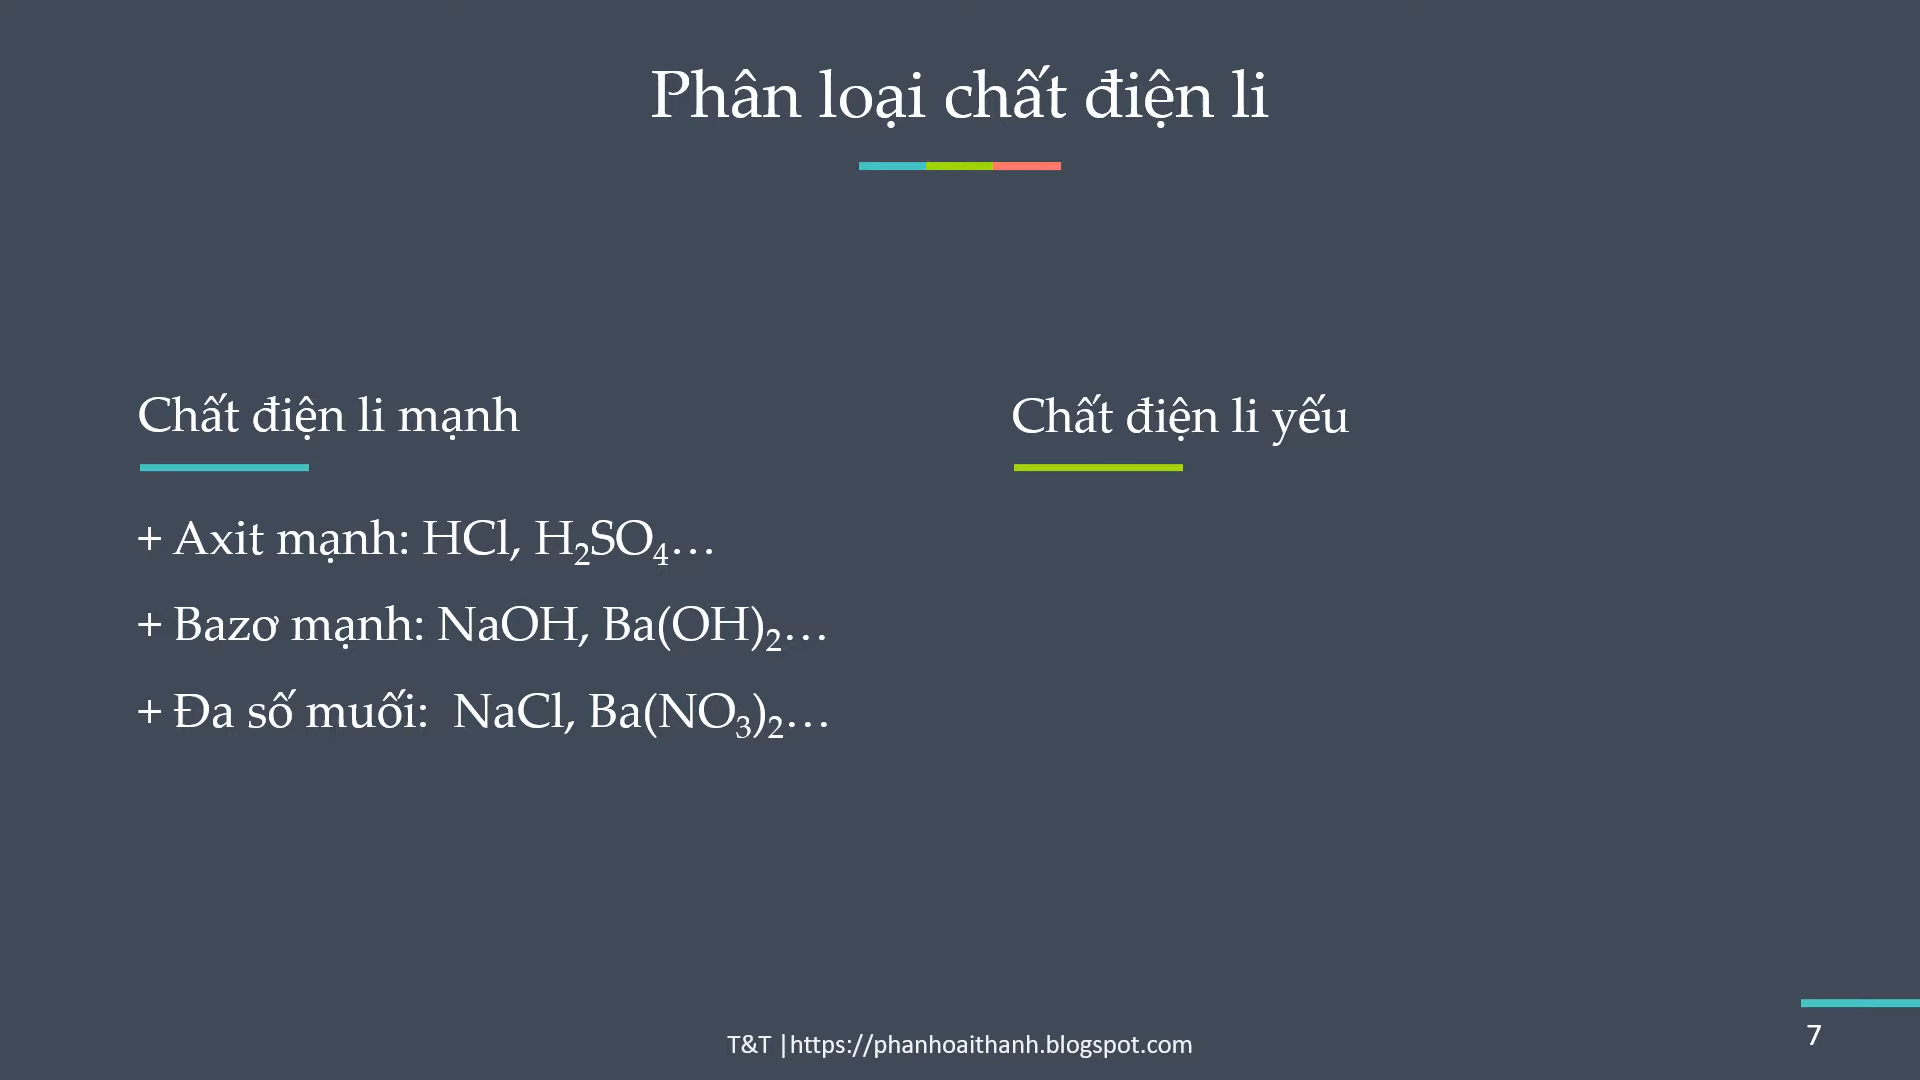 Phân loại chất điện li
Chất điện li mạnh
+ Axit mạnh: HCl, H₂SO₄…
+ Bazơ mạnh: NaOH, Ba(OH)₂…
+ Đa số muối: NaCl, Ba(NO₃)₂…
Chất điện li yếu
T&T |https://phanhoaithanh.blogspot.com
7